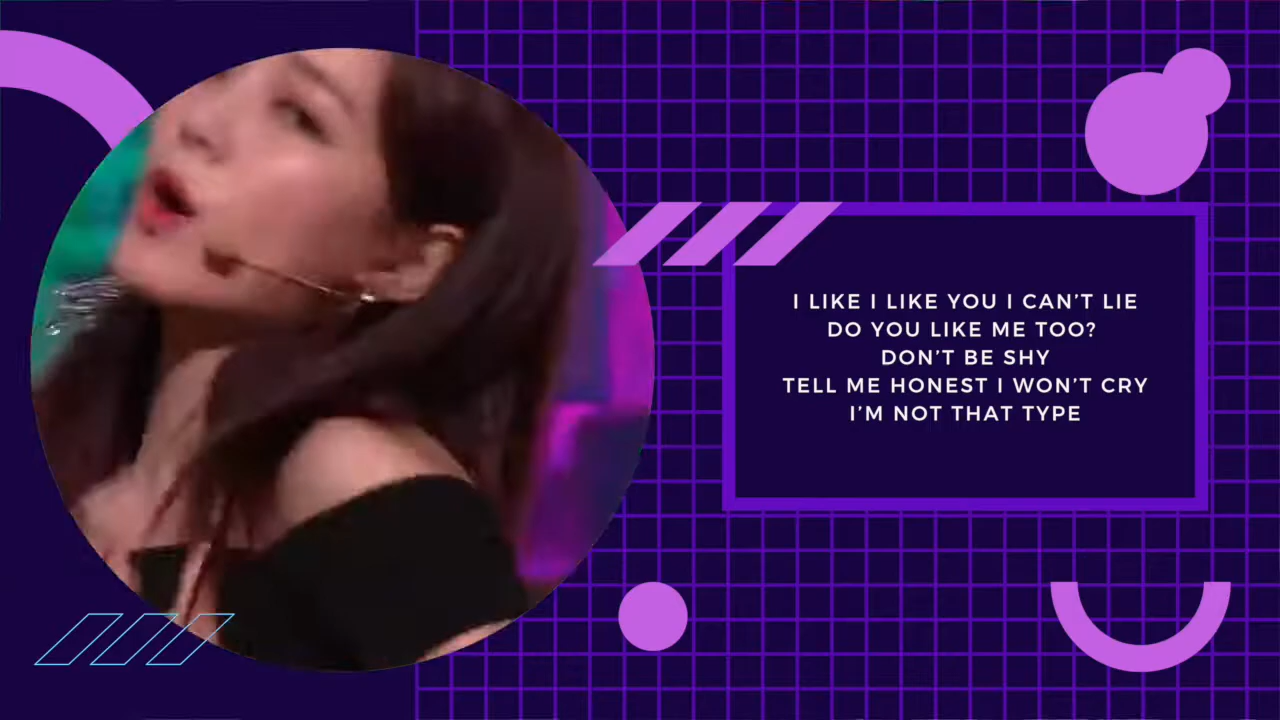 I LIKE I LIKE YOU I CAN'T LIE
DO YOU LIKE ME TOO?
DON'T BE SHY
TELL ME HONEST I WON'T CRY
I'M NOT THAT TYPE